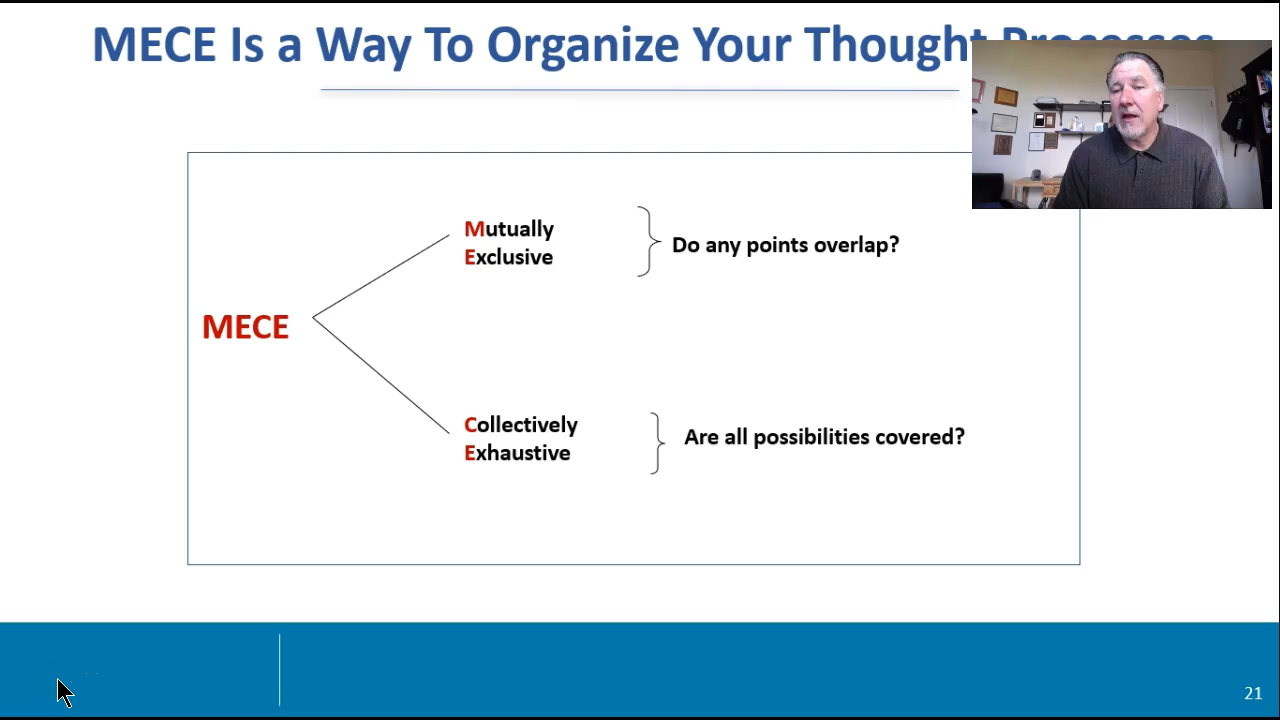 MECE Is a Way To Organize Your Thought Processes
Mutually
Exclusive
Do any points overlap?
MECE
Collectively
Exhaustive
Are all possibilities covered?
21